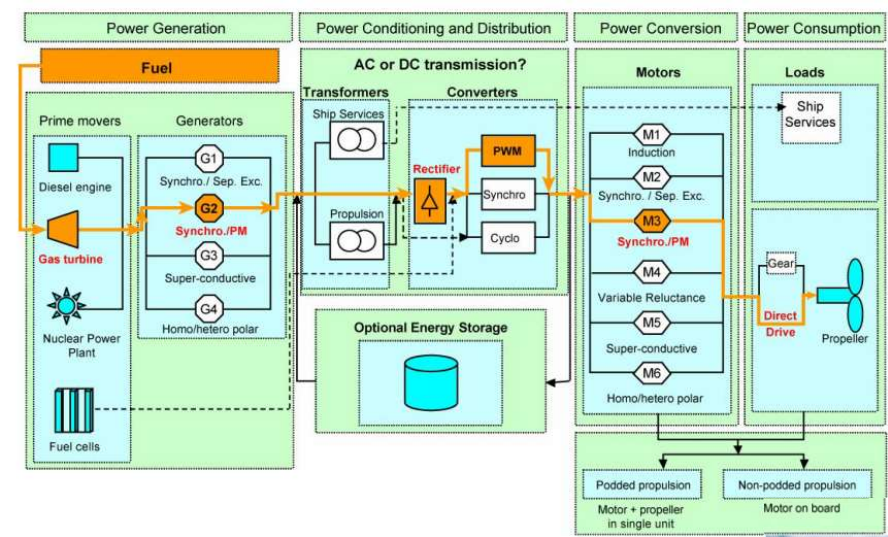 Power Generation
Power Conditioning and Distribution
Power Conversion
Power Consumption
Fuel
AC or DC transmission?
Motors
Loads
Prime movers
Generators
Transformers
Converters
Ship Services
Ship
Services
Diesel engine
G1
Synchro./ Sep. Exc.
Rectifier
PWM
M1
Induction
M2
Synchro. / Sep. Exc.
G2
Synchro./PM
Propulsion
Synchro
Cyclo
M3
Synchro./PM
Gas turbine
G3
Super-conductive
Gear
M4
Variable Reluctance
Direct
Drive
Propeller
Nuclear Power
Plant
G4
Homo/hetero polar
Optional Energy Storage
M5
Super-conductive
M6
Homo/hetero polar
Fuel cells
Podded propulsion
Non-podded propulsion
Motor + propeller
in single unit
Motor on board